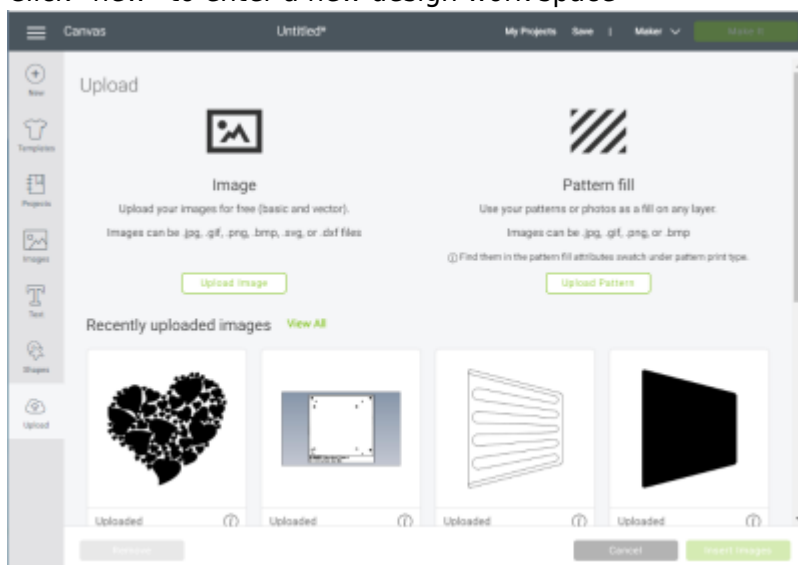 Click "new" to enter a new design workspace
Canvas
Untitled*
My Projects Save | Maker
Make It
New
Templates
Projects
Images
Text
Shapes
Upload
Upload
Image
Upload your images for free (basic and vector).
Images can be .jpg, .gif, .png, .bmp, .svg, or .dxf files
Upload Image
Pattern fill
Use your patterns or photos as a fill on any layer.
Images can be .jpg, .gif, .png, or .bmp
Find them in the pattern fill attributes swatch under pattern print type.
Upload Pattern
Recently uploaded images View All
Uploaded
Uploaded
Uploaded
Uploaded
Remove
Cancel
Insert Images